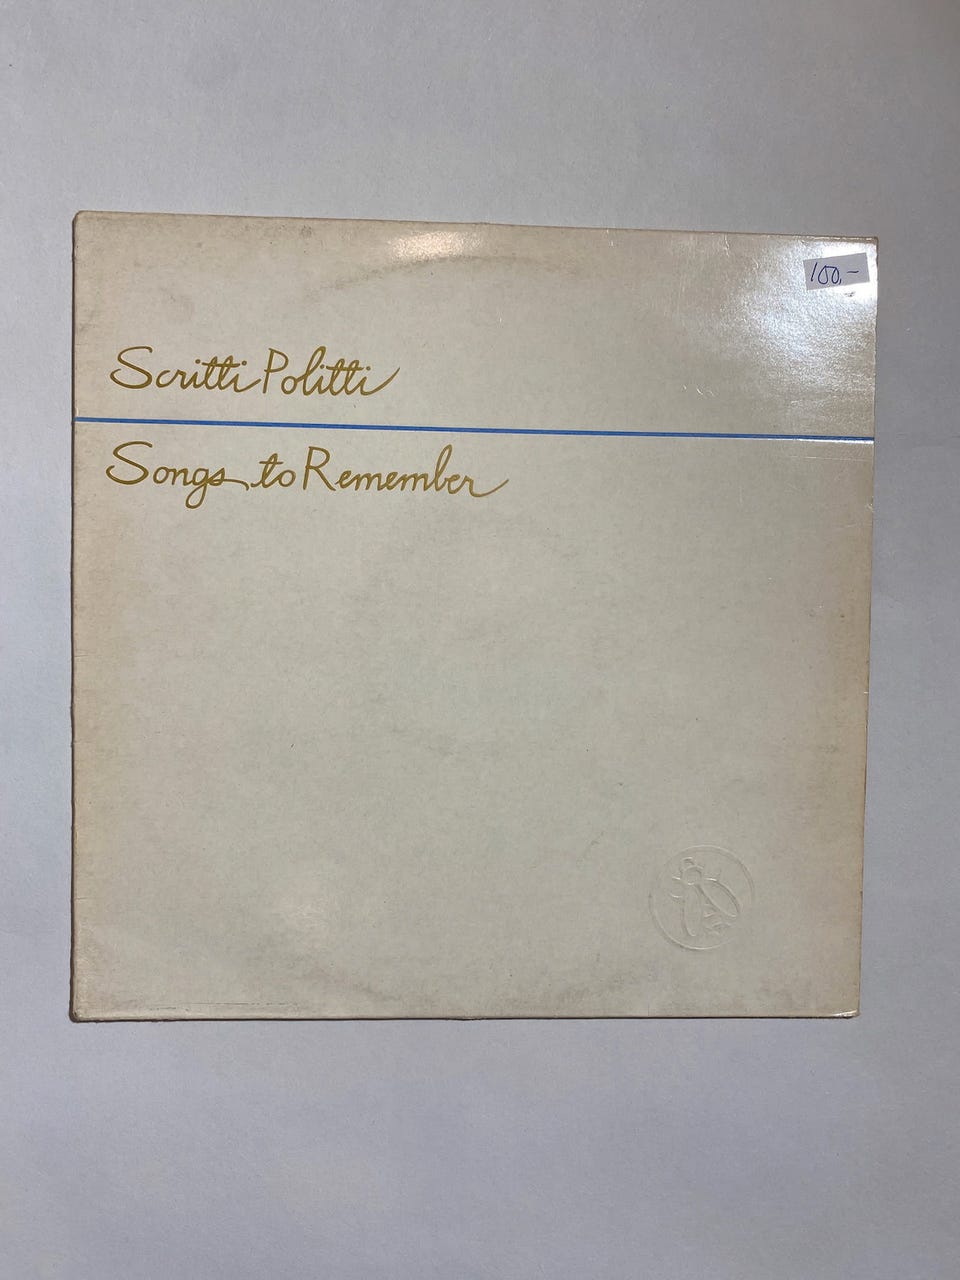 100,-
Scritti Politti
Songs to Remember